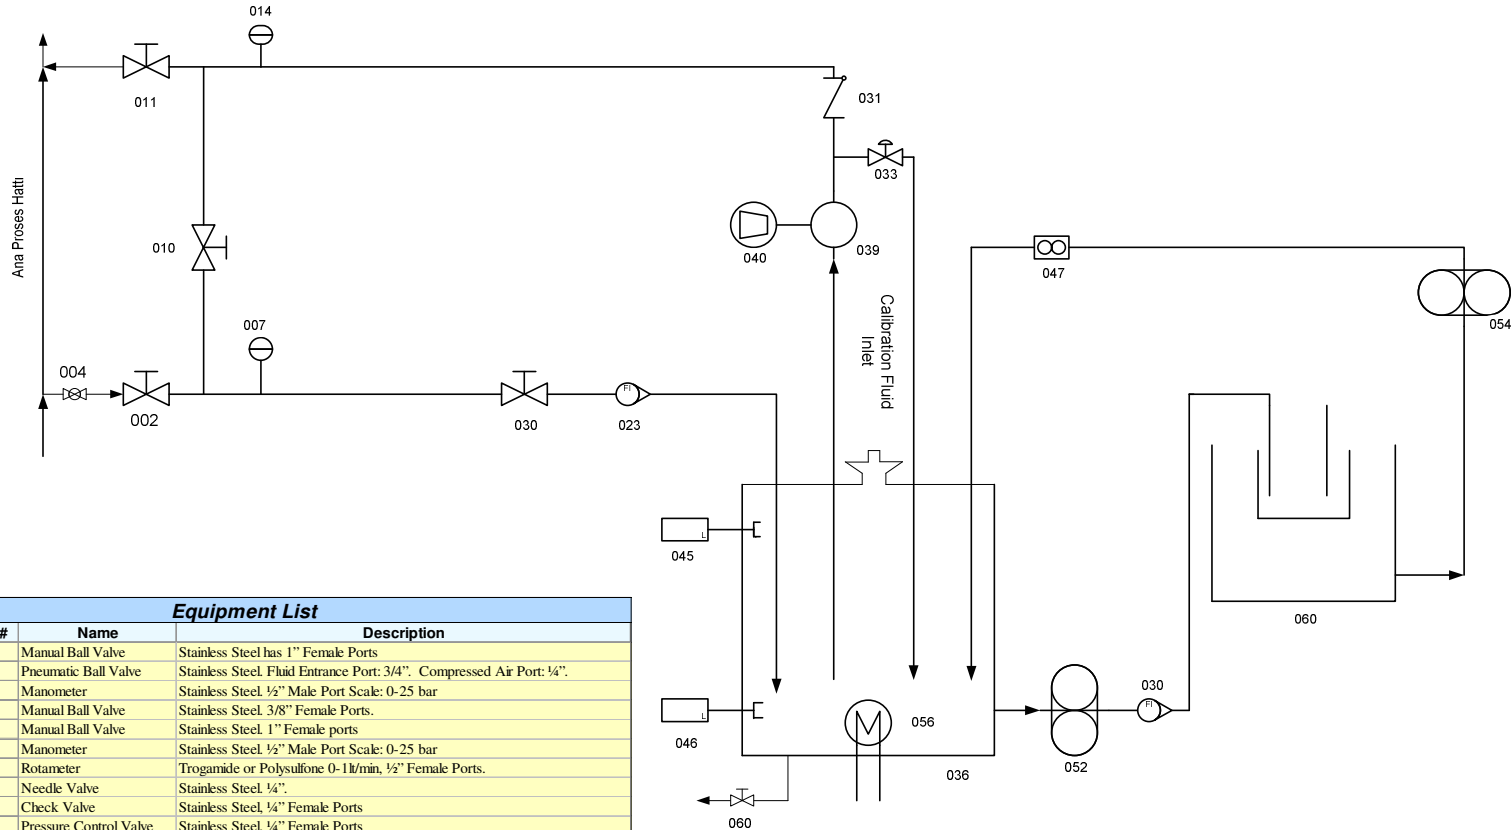 014
011
031
033
Ana Proses Hattı
010
040
039
047
054
Calibration Fluid
Inlet
007
004
002
030
FI
023
060
L
045
L
046
056
036
052
030
FI
060
Equipment List
# Name Description
Manual Ball Valve Stainless Steel has 1” Female Ports
Pneumatic Ball Valve Stainless Steel. Fluid Entrance Port: 3/4”. Compressed Air Port: ¼”.
Manometer Stainless Steel. ½” Male Port Scale: 0-25 bar
Manual Ball Valve Stainless Steel. 3/8” Female Ports.
Manual Ball Valve Stainless Steel. 1” Female ports
Manometer Stainless Steel. ½” Male Port Scale: 0-25 bar
Rotameter Trogamide or Polysulfone 0-1lt/min, ½” Female Ports.
Needle Valve Stainless Steel. ¼”.
Check Valve Stainless Steel, ¼” Female Ports
Pressure Control Valve Stainless Steel. ¼” Female Ports